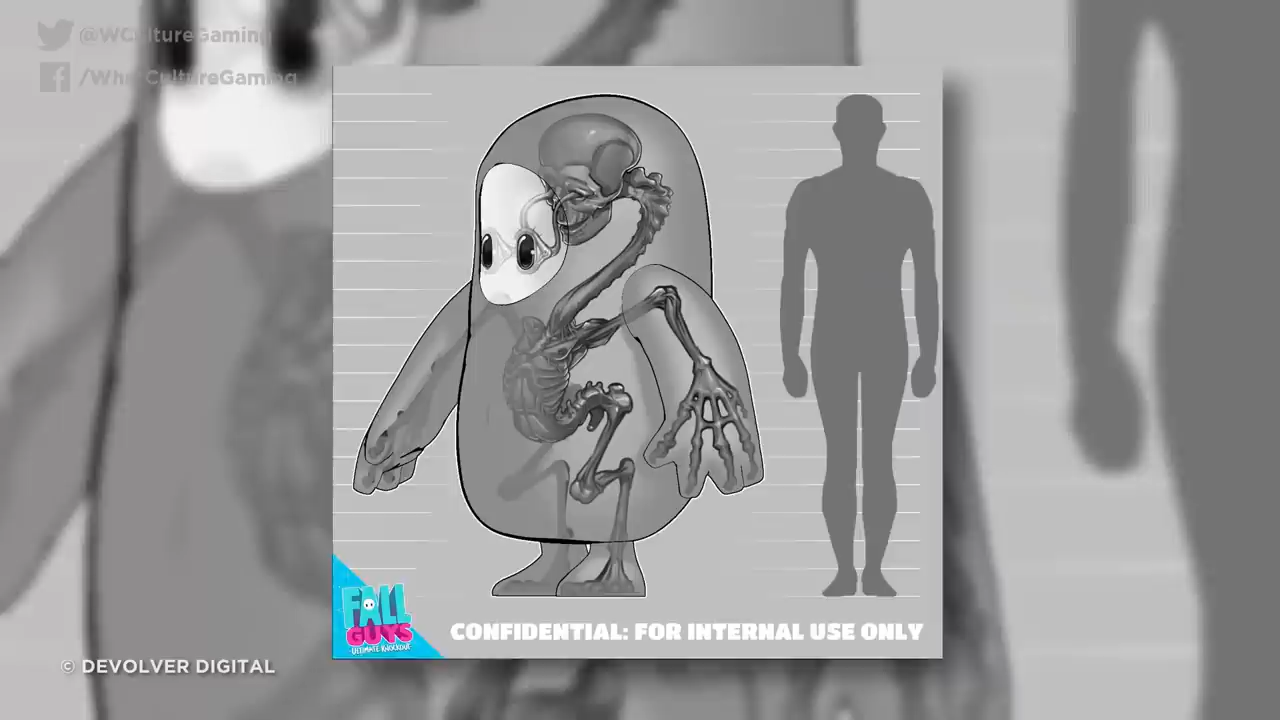 @WCultureGaming
/WhatCultureGaming
FALL
GUYS
ULTIMATE KNOCKOUT
CONFIDENTIAL: FOR INTERNAL USE ONLY
© DEVOLVER DIGITAL